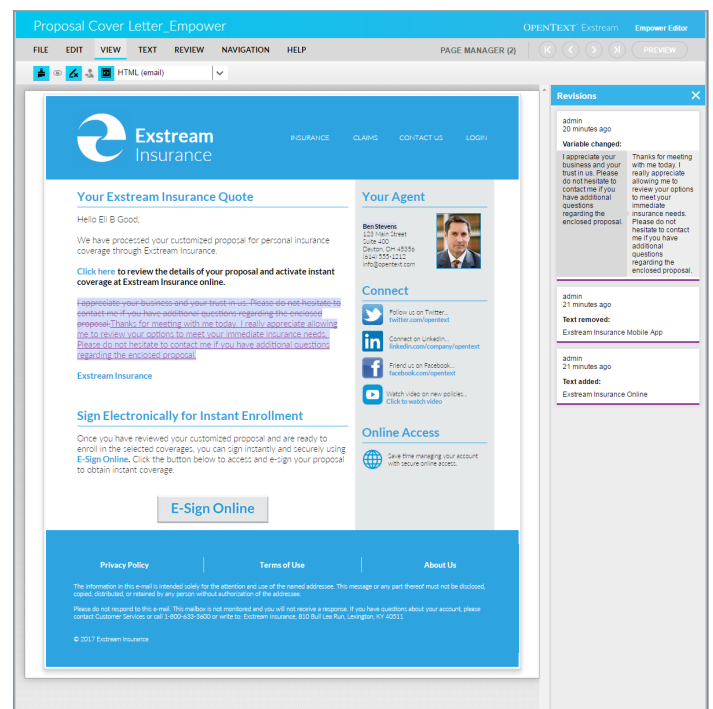 Proposal Cover Letter_Empower
OPENTEXT Exstream Empower Editor
FILE EDIT VIEW TEXT REVIEW NAVIGATION HELP PAGE MANAGER (2) PREVIEW
HTML (email)
Exstream
Insurance
INSURANCE CLAIMS CONTACT US LOGIN
Your Exstream Insurance Quote
Hello Eli B Good,
We have processed your customized proposal for personal insurance
coverage through Exstream Insurance.
Click here to review the details of your proposal and activate instant
coverage at Exstream Insurance online.
I appreciate your business and your trust in us. Please do not hesitate to
contact me if you have additional questions regarding the enclosed
proposal.Thanks for meeting with me today. I really appreciate allowing
me to review your options to meet your immediate insurance needs.
Please do not hesitate to contact me if you have additional questions
regarding the enclosed proposal.
Exstream Insurance
Sign Electronically for Instant Enrollment
Once you have reviewed your customized proposal and are ready to
enroll in the selected coverages, you can sign instantly and securely using
E-Sign Online. Click the button below to access and e-sign your proposal
to obtain instant coverage.
E-Sign Online
Your Agent
Ben Stevens
123 Main Street
Suite 400
Dayton, OH 45356
(614) 555-1212
info@opentext.com
Connect
Follow us on Twitter...
twitter.com/opentext
Connect on LinkedIn...
linkedin.com/company/opentext
Friend us on Facebook...
facebook.com/opentext
Watch video on new policies...
Click to watch video
Online Access
Save time managing your account
with secure online access.
Privacy Policy Terms of Use About Us
The information in this e-mail is intended solely for the attention and use of the named addressee. This message or any part thereof must not be disclosed,
copied, distributed, or retained by any person without authorization of the addressee.
Please do not respond to this e-mail. This mailbox is not monitored and you will not receive a response. If you have questions about your account, please
contact Customer Services or call 1-800-633-3600 or write to: Exstream Insurance, 810 Bull Lea Run, Lexington, KY 40511
© 2017 Exstream Insurance
Revisions
admin
20 minutes ago
Variable changed:
I appreciate your
business and your
trust in us. Please
do not hesitate to
contact me if you
have additional
questions
regarding the
enclosed proposal.
Thanks for meeting
with me today. I
really appreciate
allowing me to
review your options
to meet your
immediate
insurance needs.
Please do not
hesitate to contact
me if you have
additional
questions
regarding the
enclosed proposal.
admin
21 minutes ago
Text removed:
Exstream Insurance Mobile App
admin
21 minutes ago
Text added:
Exstream Insurance Online